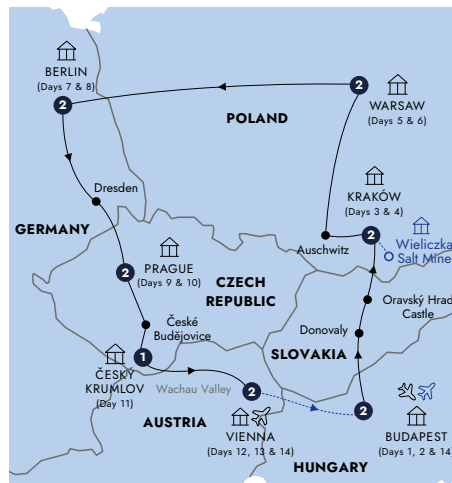 BERLIN
(Days 7 & 8)
2
2
WARSAW
(Days 5 & 6)
POLAND
KRAKÓW
(Days 3 & 4)
Dresden
GERMANY
2
Auschwitz
Wieliczka
Salt Mine
2
PRAGUE
(Days 9 & 10)
CZECH
REPUBLIC
Oravský Hrad
Castle
České
Budějovice
Donovaly
SLOVAKIA
1
ČESKÝ
KRUMLOV
(Day 11)
Wachau Valley
2
AUSTRIA
VIENNA
(Days 12, 13 & 14)
2
BUDAPEST
(Days 1, 2 & 14)
HUNGARY